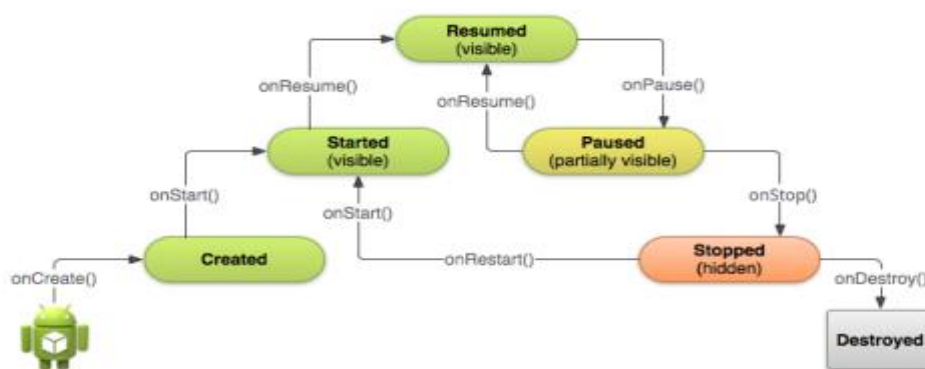 Resumed
(visible)
onResume()
onResume()
onPause()
Started
(visible)
Paused
(partially visible)
onStart()
onStart()
onStop()
Created
onRestart()
Stopped
(hidden)
onCreate()
onDestroy()
Destroyed